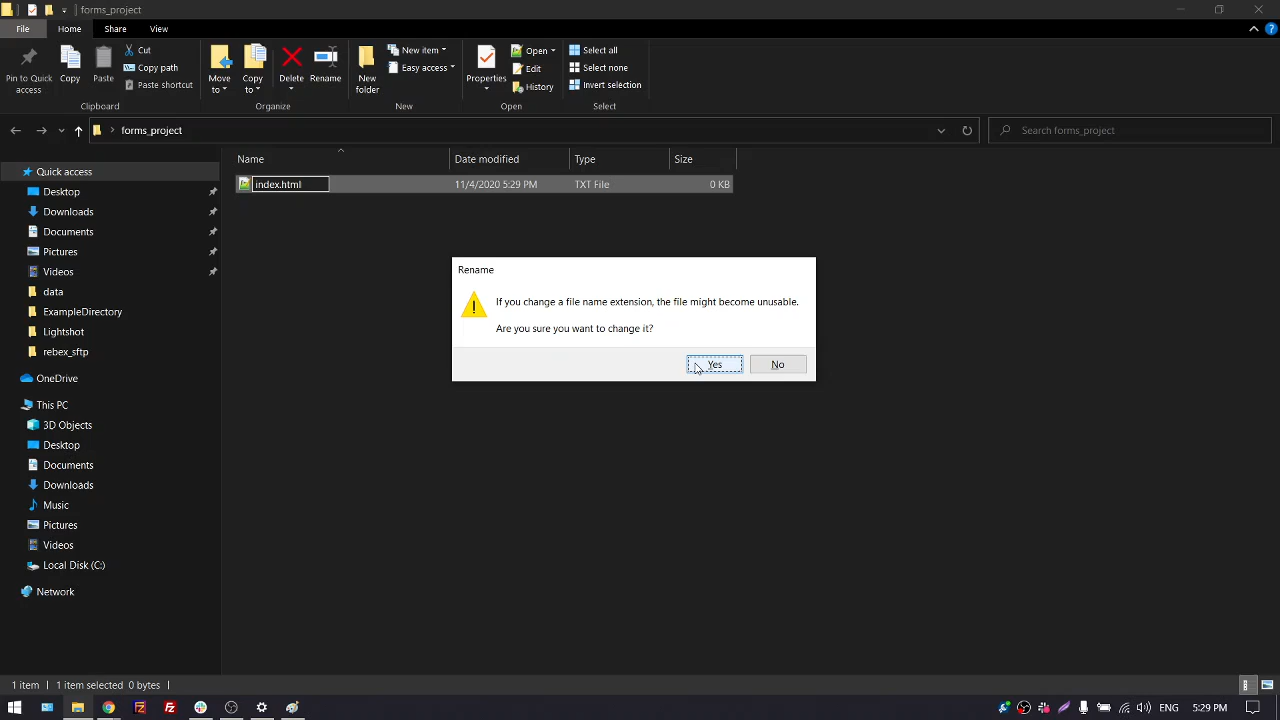 forms_project
File Home Share View
Pin to Quick access
Copy
Paste
Cut
Copy path
Paste shortcut
Clipboard
Move to
Copy to
Delete
Rename
Organize
New folder
New item
Easy access
New
Properties
Open
Edit
History
Open
Select all
Select none
Invert selection
Select
forms_project
Search forms_project
Name Date modified Type Size
index.html 11/4/2020 5:29 PM TXT File 0 KB
Quick access
Desktop
Downloads
Documents
Pictures
Videos
data
ExampleDirectory
Lightshot
rebex_sftp
OneDrive
This PC
3D Objects
Desktop
Documents
Downloads
Music
Pictures
Videos
Local Disk (C:)
Network
Rename
If you change a file name extension, the file might become unusable.
Are you sure you want to change it?
Yes No
1 item 1 item selected 0 bytes
ENG 5:29 PM